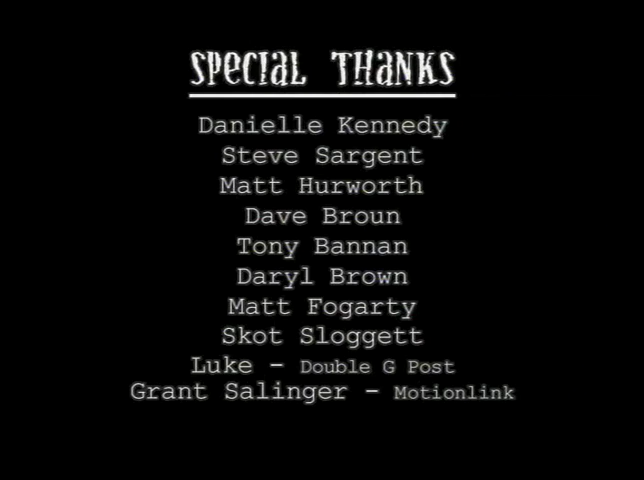 SPECIAL THANKS
Danielle Kennedy
Steve Sargent
Matt Hurworth
Dave Broun
Tony Bannan
Daryl Brown
Matt Fogarty
Skot Sloggett
Luke - Double G Post
Grant Salinger - Motionlink